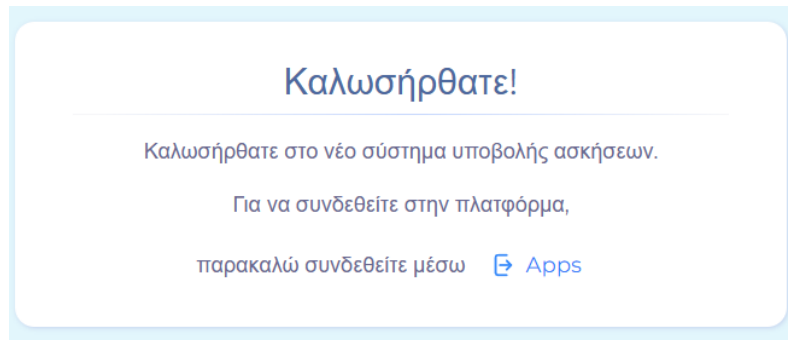 Καλωσήρθατε!
Καλωσήρθατε στο νέο σύστημα υποβολής ασκήσεων.
Για να συνδεθείτε στην πλατφόρμα,
παρακαλώ συνδεθείτε μέσω Apps